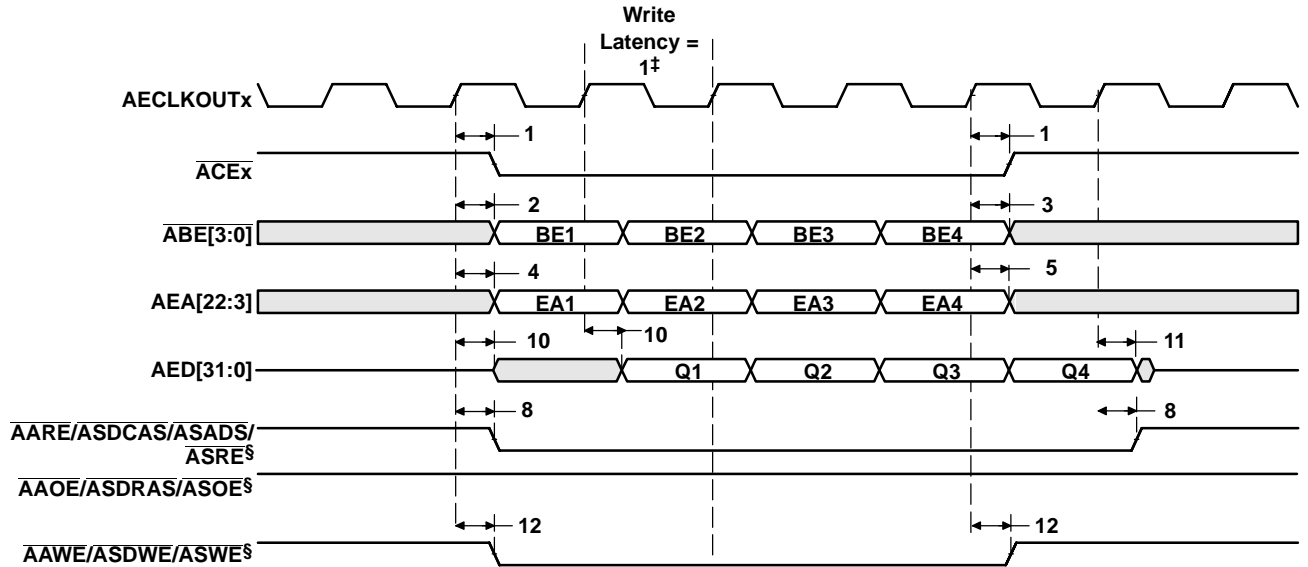 Write
Latency =
1‡
AECLKOUTx
1 1
ACEx
2 3
ABE[3:0] BE1 BE2 BE3 BE4
4 5
AEA[22:3] EA1 EA2 EA3 EA4
10 10 11
AED[31:0] Q1 Q2 Q3 Q4
8 8
AARE/ASDCAS/ASADS/
ASRE§
AAOE/ASDRAS/ASOE§
12 12
AAWE/ASDWE/ASWE§